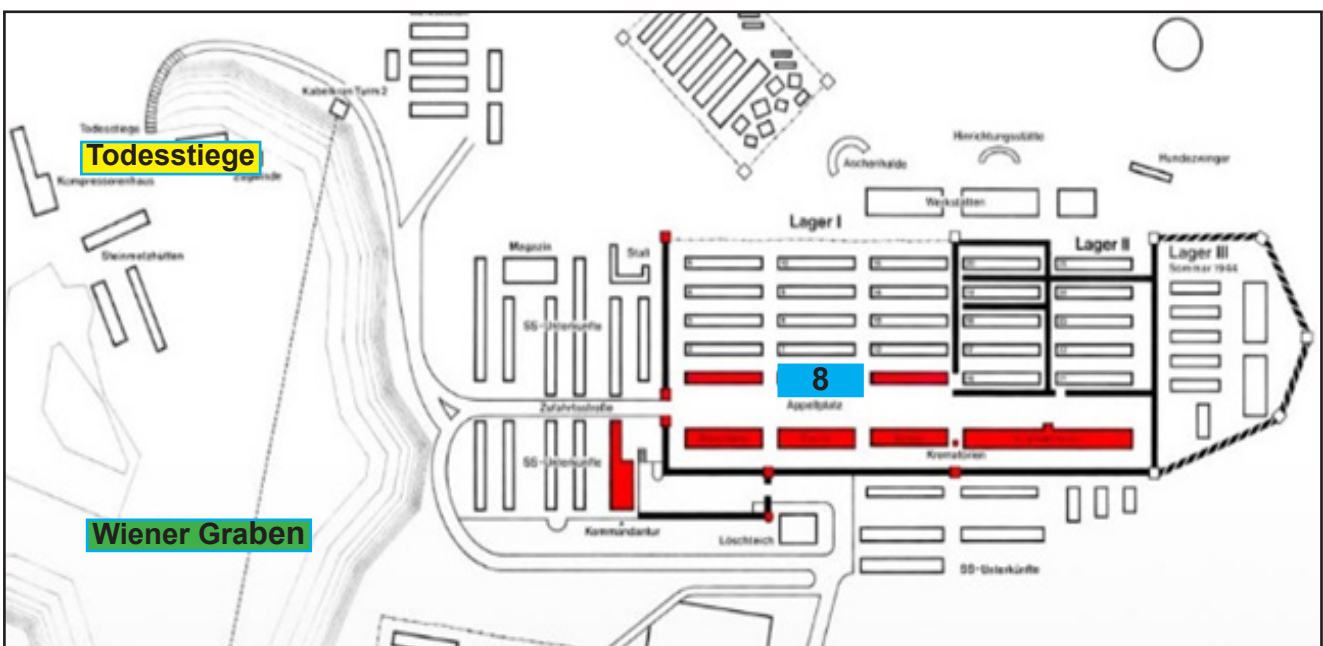 Kabelkran Turm 2
Todesstiege
Todesstiege
Kompressorenhaus
Steinmetzhütten
Hinrichtungsstätte
Aschenhalde
Hundezwinger
Werkstätten
Lager I
Lager II
Lager III
Sommer 1944
Magazin
Stall
SS-Unterkünfte
8
Appellplatz
Zufahrtsstraße
SS-Unterkünfte
Krematorien
Wiener Graben
Kommandantur
Löschteich
SS-Unterkünfte